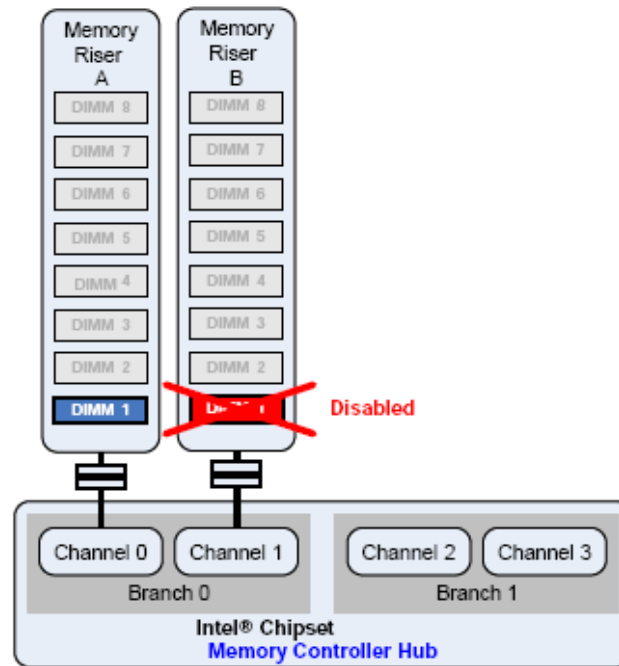 Memory
Riser
A
DIMM 8
DIMM 7
DIMM 6
DIMM 5
DIMM 4
DIMM 3
DIMM 2
DIMM 1
Memory
Riser
B
DIMM 8
DIMM 7
DIMM 6
DIMM 5
DIMM 4
DIMM 3
DIMM 2
Disabled
Channel 0
Channel 1
Branch 0
Channel 2
Channel 3
Branch 1
Intel® Chipset
Memory Controller Hub